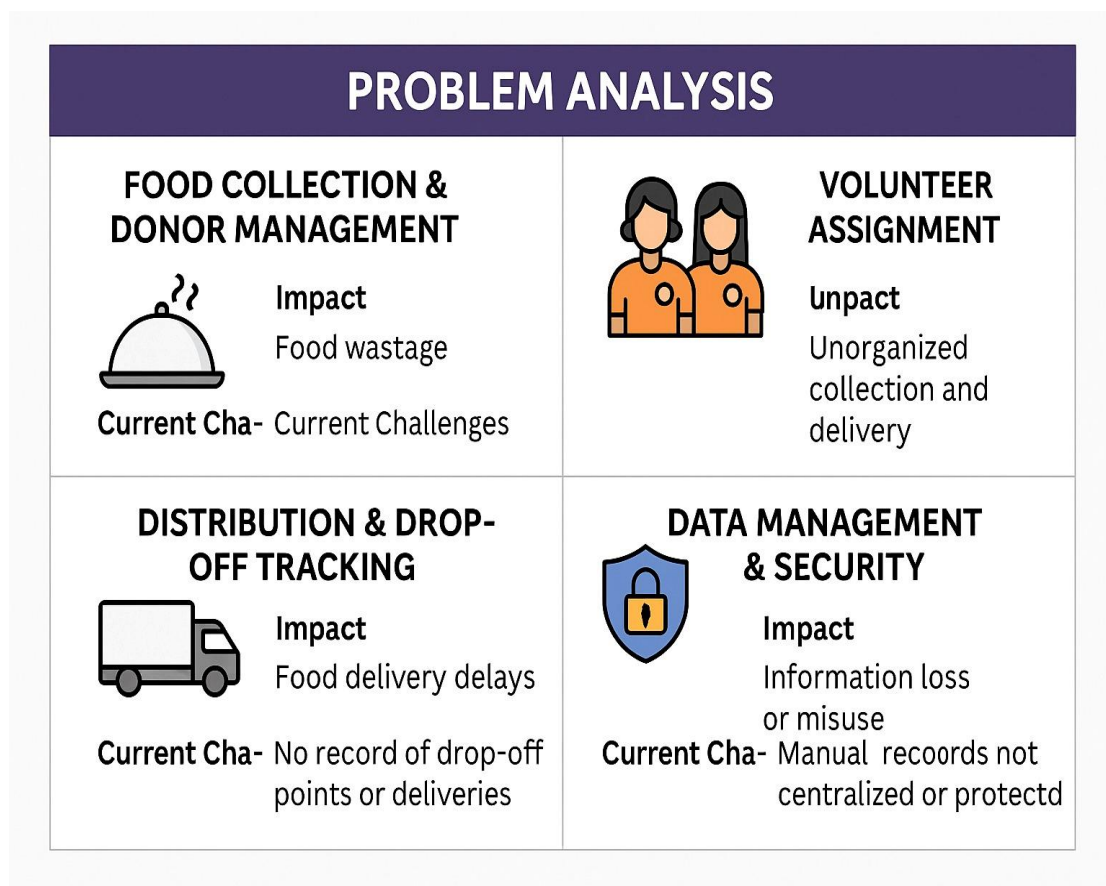 PROBLEM ANALYSIS
FOOD COLLECTION &
DONOR MANAGEMENT
Impact
Food wastage
Current Cha- Current Challenges
VOLUNTEER
ASSIGNMENT
Unpact
Unorganized
collection and
delivery
DISTRIBUTION & DROP-
OFF TRACKING
Impact
Food delivery delays
Current Cha- No record of drop-off
points or deliveries
DATA MANAGEMENT
& SECURITY
Impact
Information loss
or misuse
Current Cha- Manual recoords not
centralized or protectd